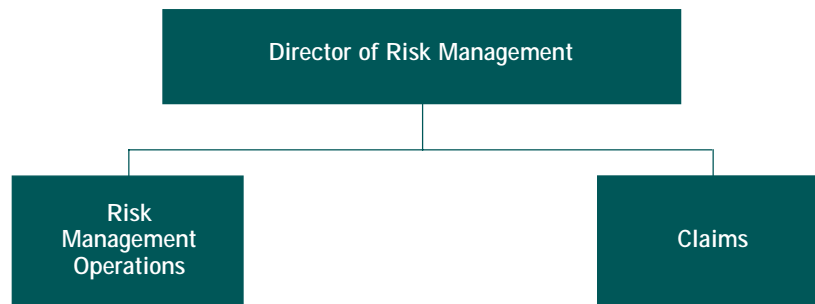 Director of Risk Management
Risk
Management
Operations
Claims